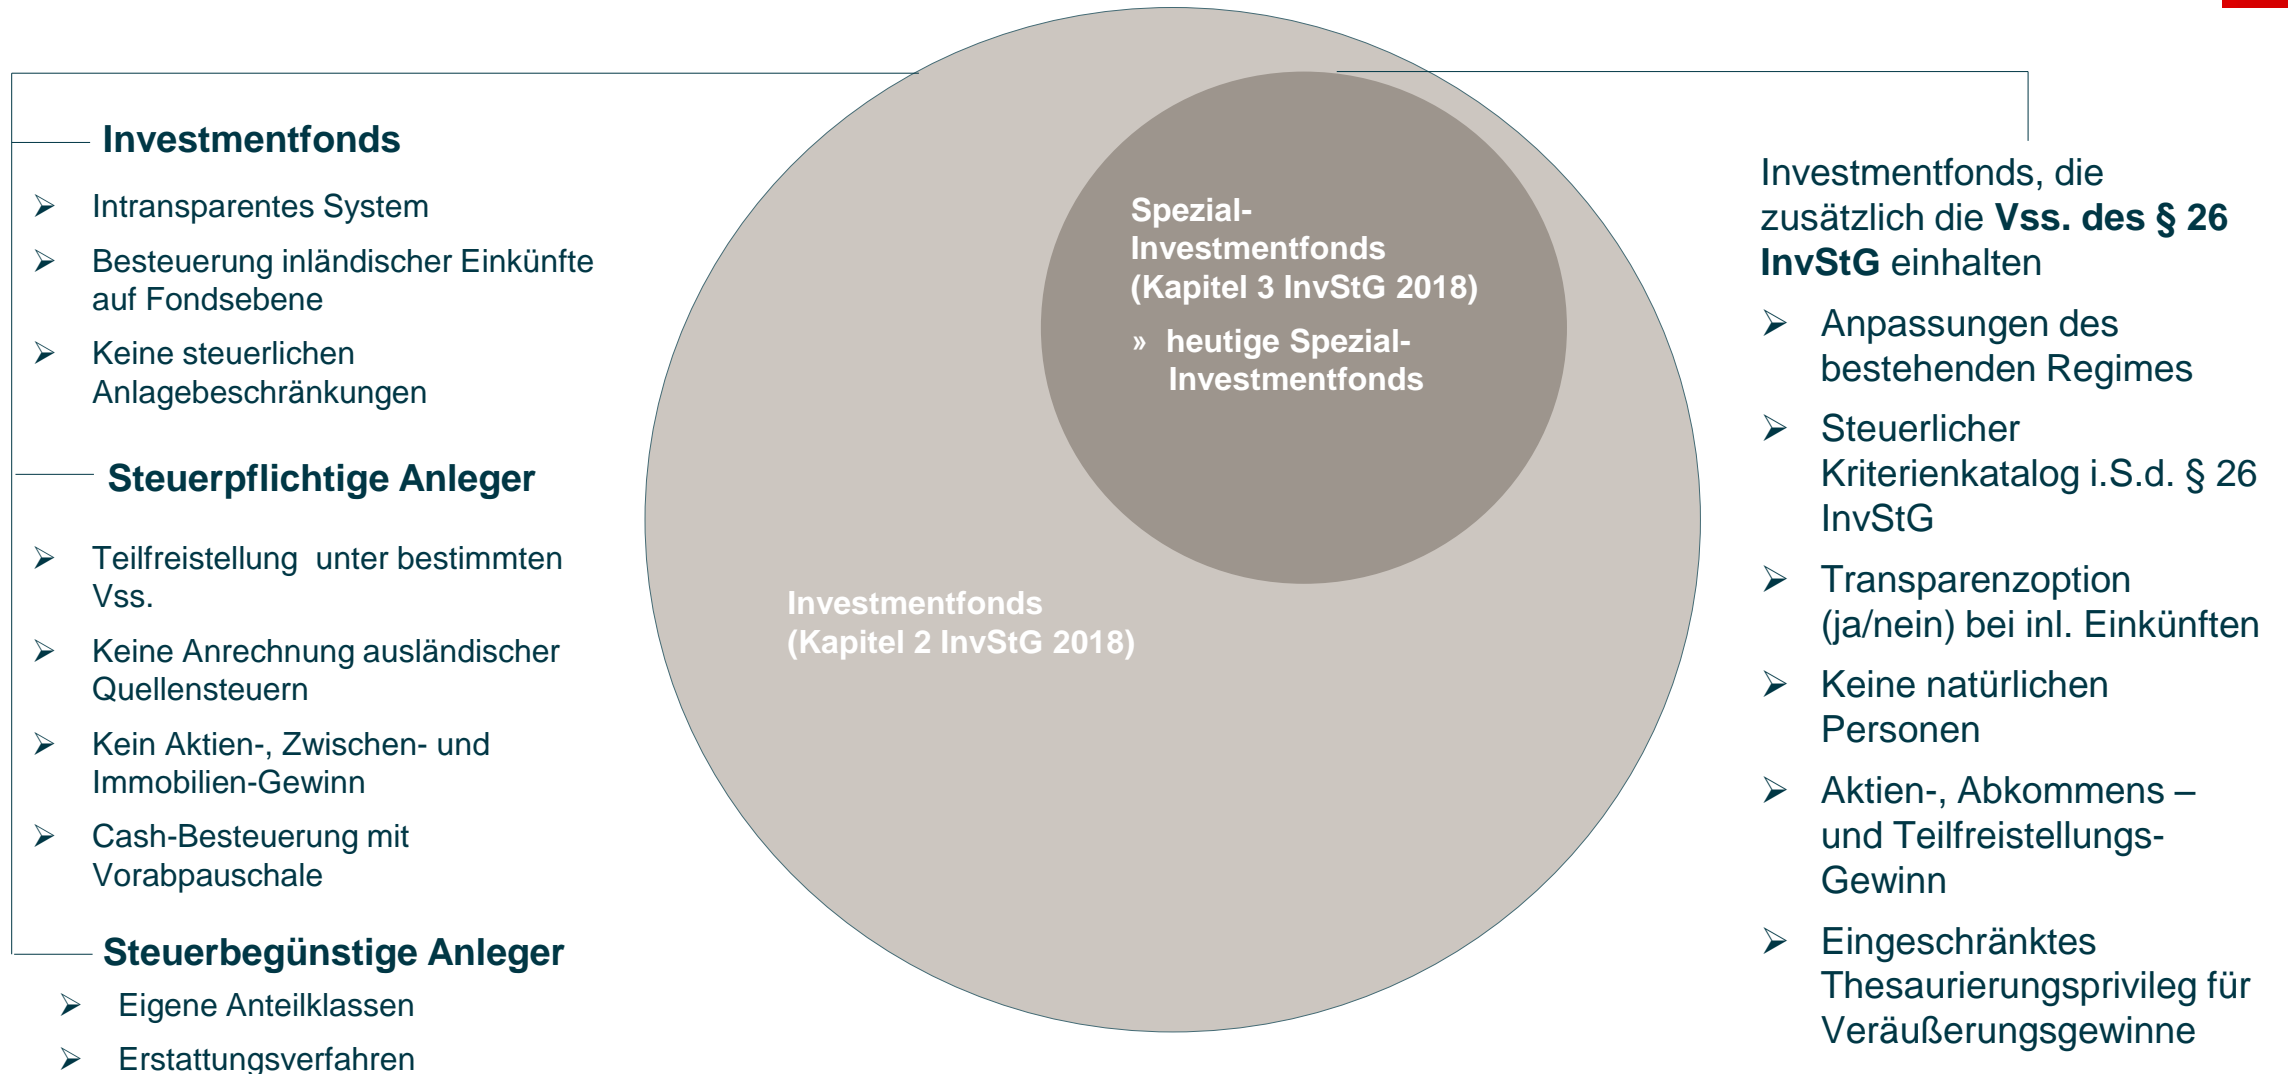 Investmentfonds
➢ Intransparentes System
➢ Besteuerung inländischer Einkünfte
auf Fondsebene
➢ Keine steuerlichen
Anlagebeschränkungen
Steuerpflichtige Anleger
➢ Teilfreistellung unter bestimmten
Vss.
➢ Keine Anrechnung ausländischer
Quellensteuern
➢ Kein Aktien-, Zwischen- und
Immobilien-Gewinn
➢ Cash-Besteuerung mit
Vorabpauschale
Steuerbegünstige Anleger
➢ Eigene Anteilklassen
➢ Erstattungsverfahren
Spezial-
Investmentfonds
(Kapitel 3 InvStG 2018)
» heutige Spezial-
Investmentfonds
Investmentfonds
(Kapitel 2 InvStG 2018)
Investmentfonds, die
zusätzlich die Vss. des § 26
InvStG einhalten
➢ Anpassungen des
bestehenden Regimes
➢ Steuerlicher
Kriterienkatalog i.S.d. § 26
InvStG
➢ Transparenzoption
(ja/nein) bei inl. Einkünften
➢ Keine natürlichen
Personen
➢ Aktien-, Abkommens –
und Teilfreistellungs-
Gewinn
➢ Eingeschränktes
Thesaurierungsprivileg für
Veräußerungsgewinne